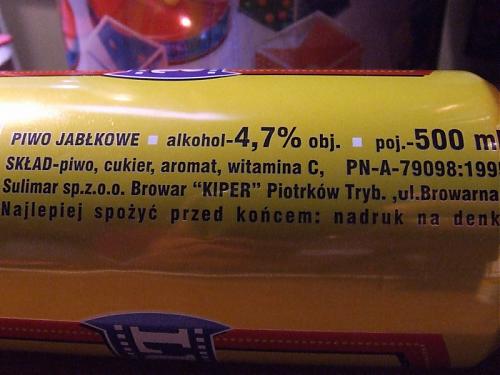 PIWO JABŁKOWE ▪ alkohol-4,7% obj. ▪ poj.-500 m
SKŁAD-piwo, cukier, aromat, witamina C, PN-A-79098:199
Sulimar sp.z.o.o. Browar “KIPER” Piotrków Tryb. ,ul.Browarna
Najlepiej spożyć przed końcem: nadruk na denk